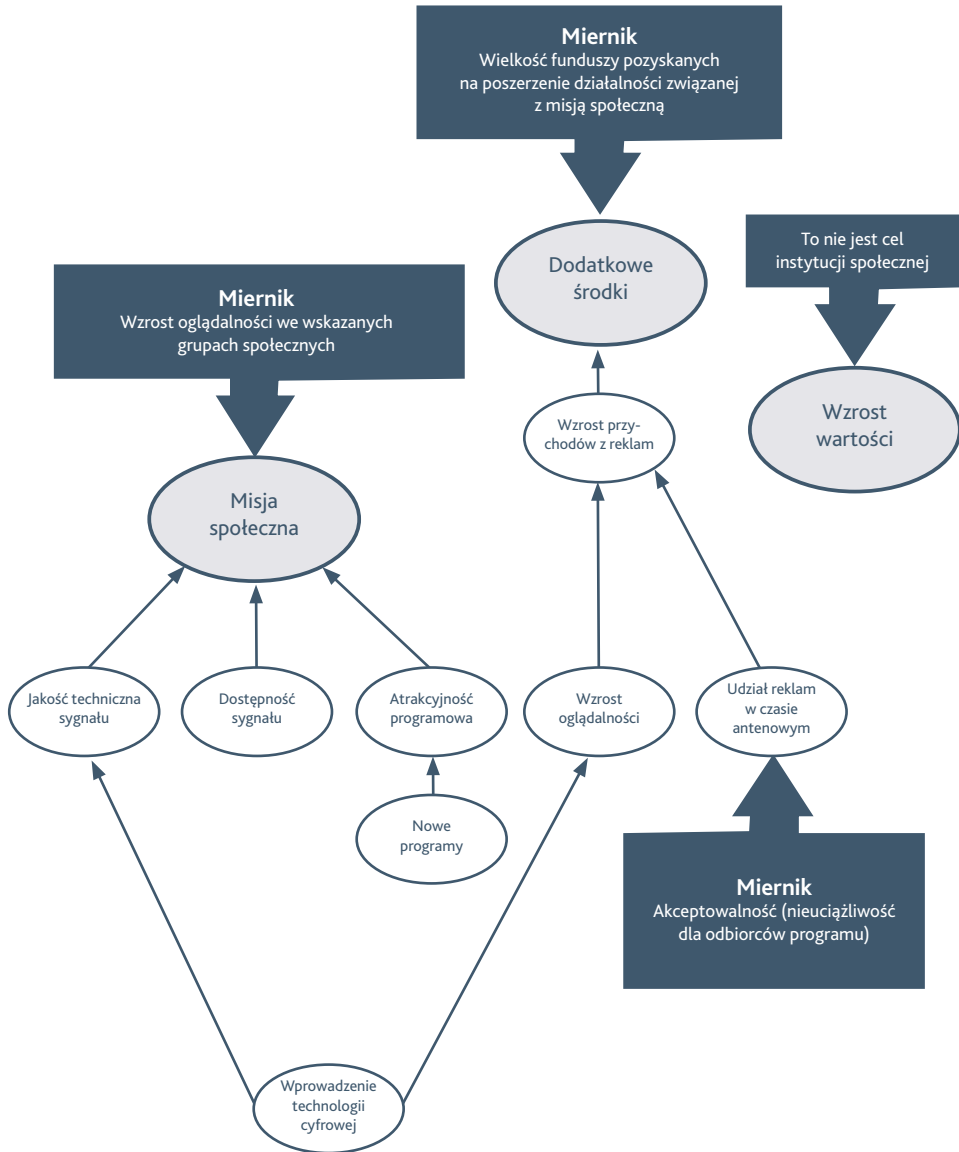 Miernik
Wielkość funduszy pozyskanych
na poszerzenie działalności związanej
z misją społeczną
To nie jest cel
instytucji społecznej
Dodatkowe
środki
Miernik
Wzrost oglądalności we wskazanych
grupach społecznych
Wzrost
wartości
Wzrost przy-
chodów z reklam
Misja
społeczna
Jakość techniczna
sygnału
Dostępność
sygnału
Atrakcyjność
programowa
Wzrost
oglądalności
Udział reklam
w czasie
antenowym
Nowe
programy
Miernik
Akceptowalność (nieuciążliwość
dla odbiorców programu)
Wprowadzenie
technologii
cyfrowej